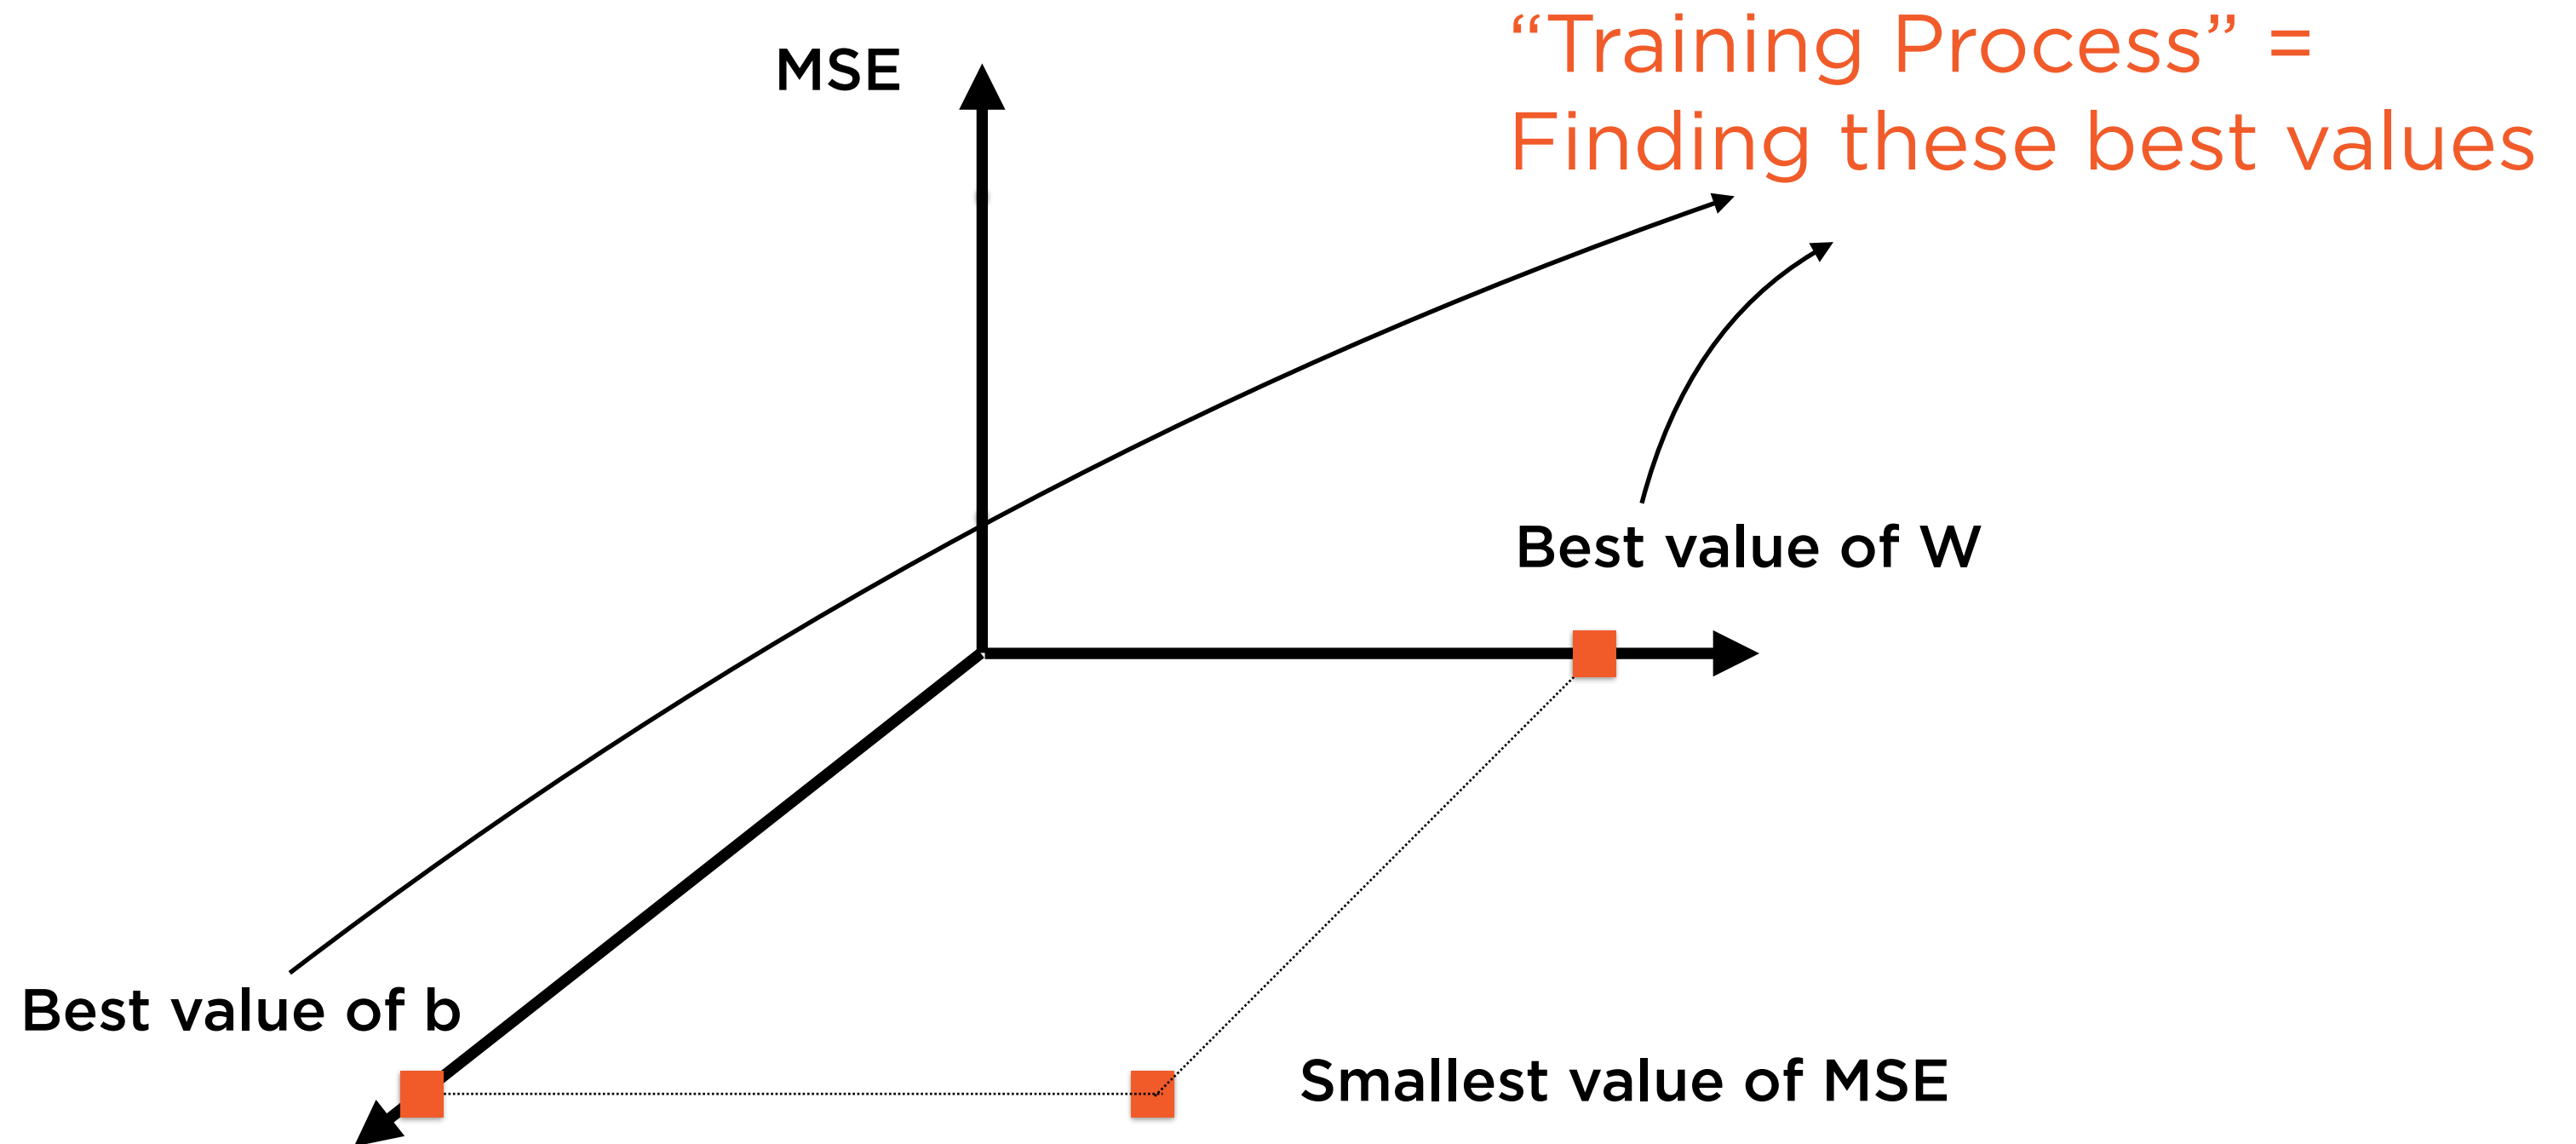 “Training Process” =
Finding these best values
MSE
Best value of W
Best value of b
Smallest value of MSE